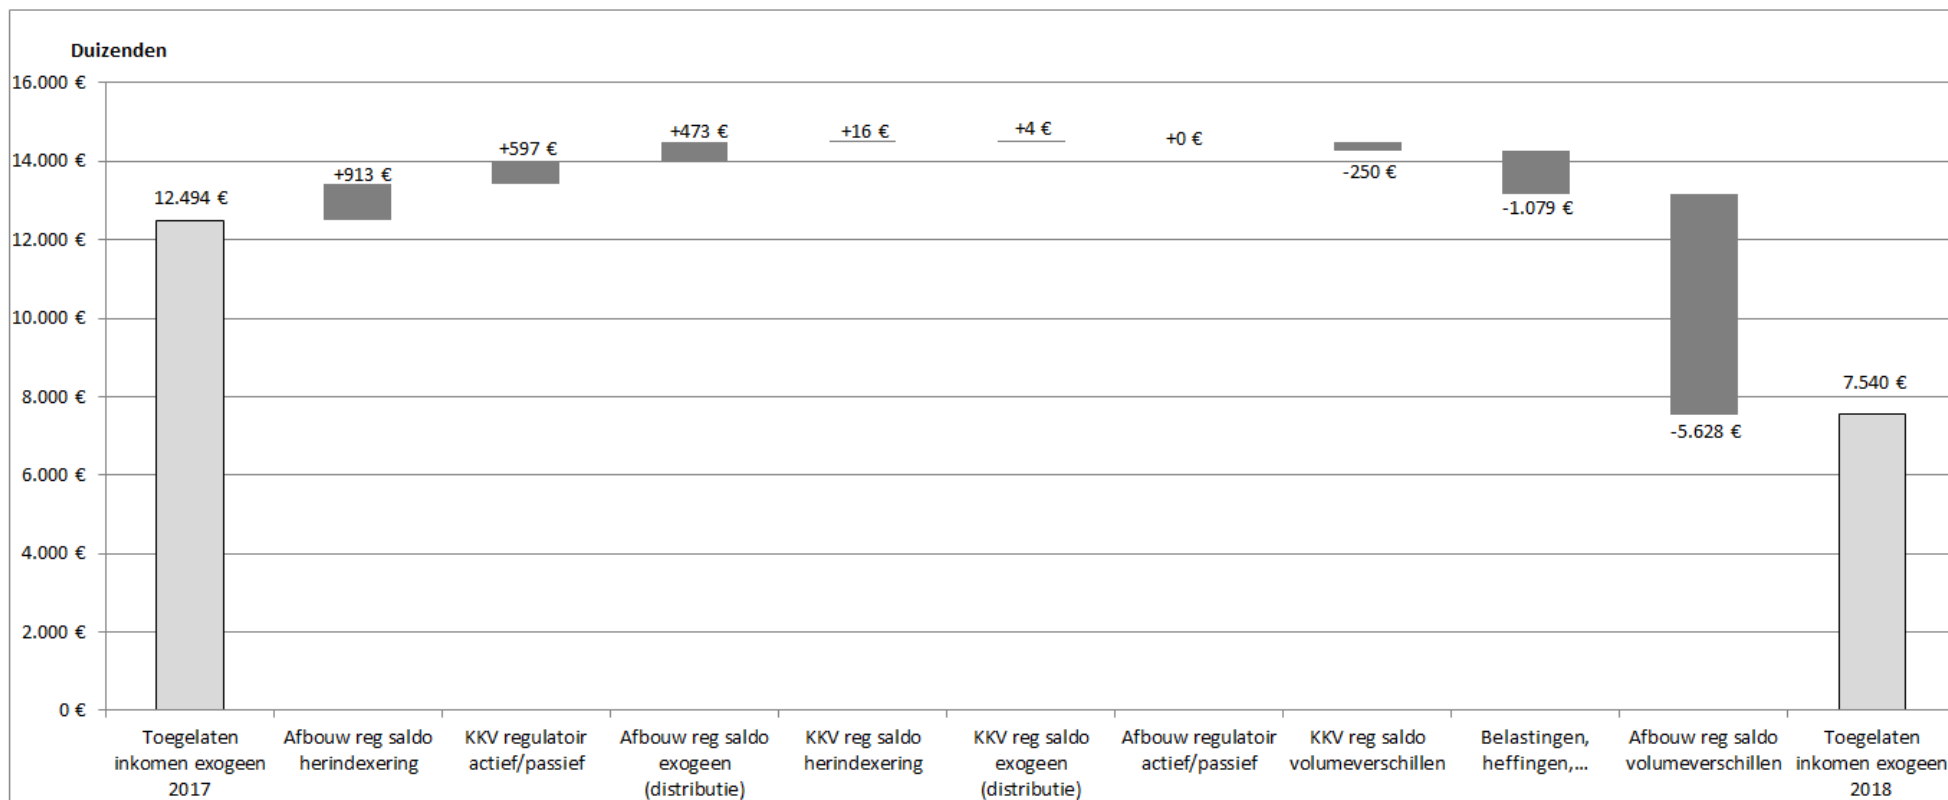 Duizenden
16.000 €
14.000 €
12.000 €
10.000 €
8.000 €
6.000 €
4.000 €
2.000 €
0 €
12.494 €
+913 €
+597 €
+473 €
+16 €
+4 €
+0 €
-250 €
-1.079 €
-5.628 €
7.540 €
Toegelaten
inkomen exogeen
2017
Afbouw reg saldo
herindexering
KKV regulatoir
actief/passief
Afbouw reg saldo
exogeen
(distributie)
KKV reg saldo
herindexering
KKV reg saldo
exogeen
(distributie)
Afbouw regulatoir
actief/passief
KKV reg saldo
volumeverschillen
Belastingen,
heffingen,...
Afbouw reg saldo
volumeverschillen
Toegelaten
inkomen exogeen
2018